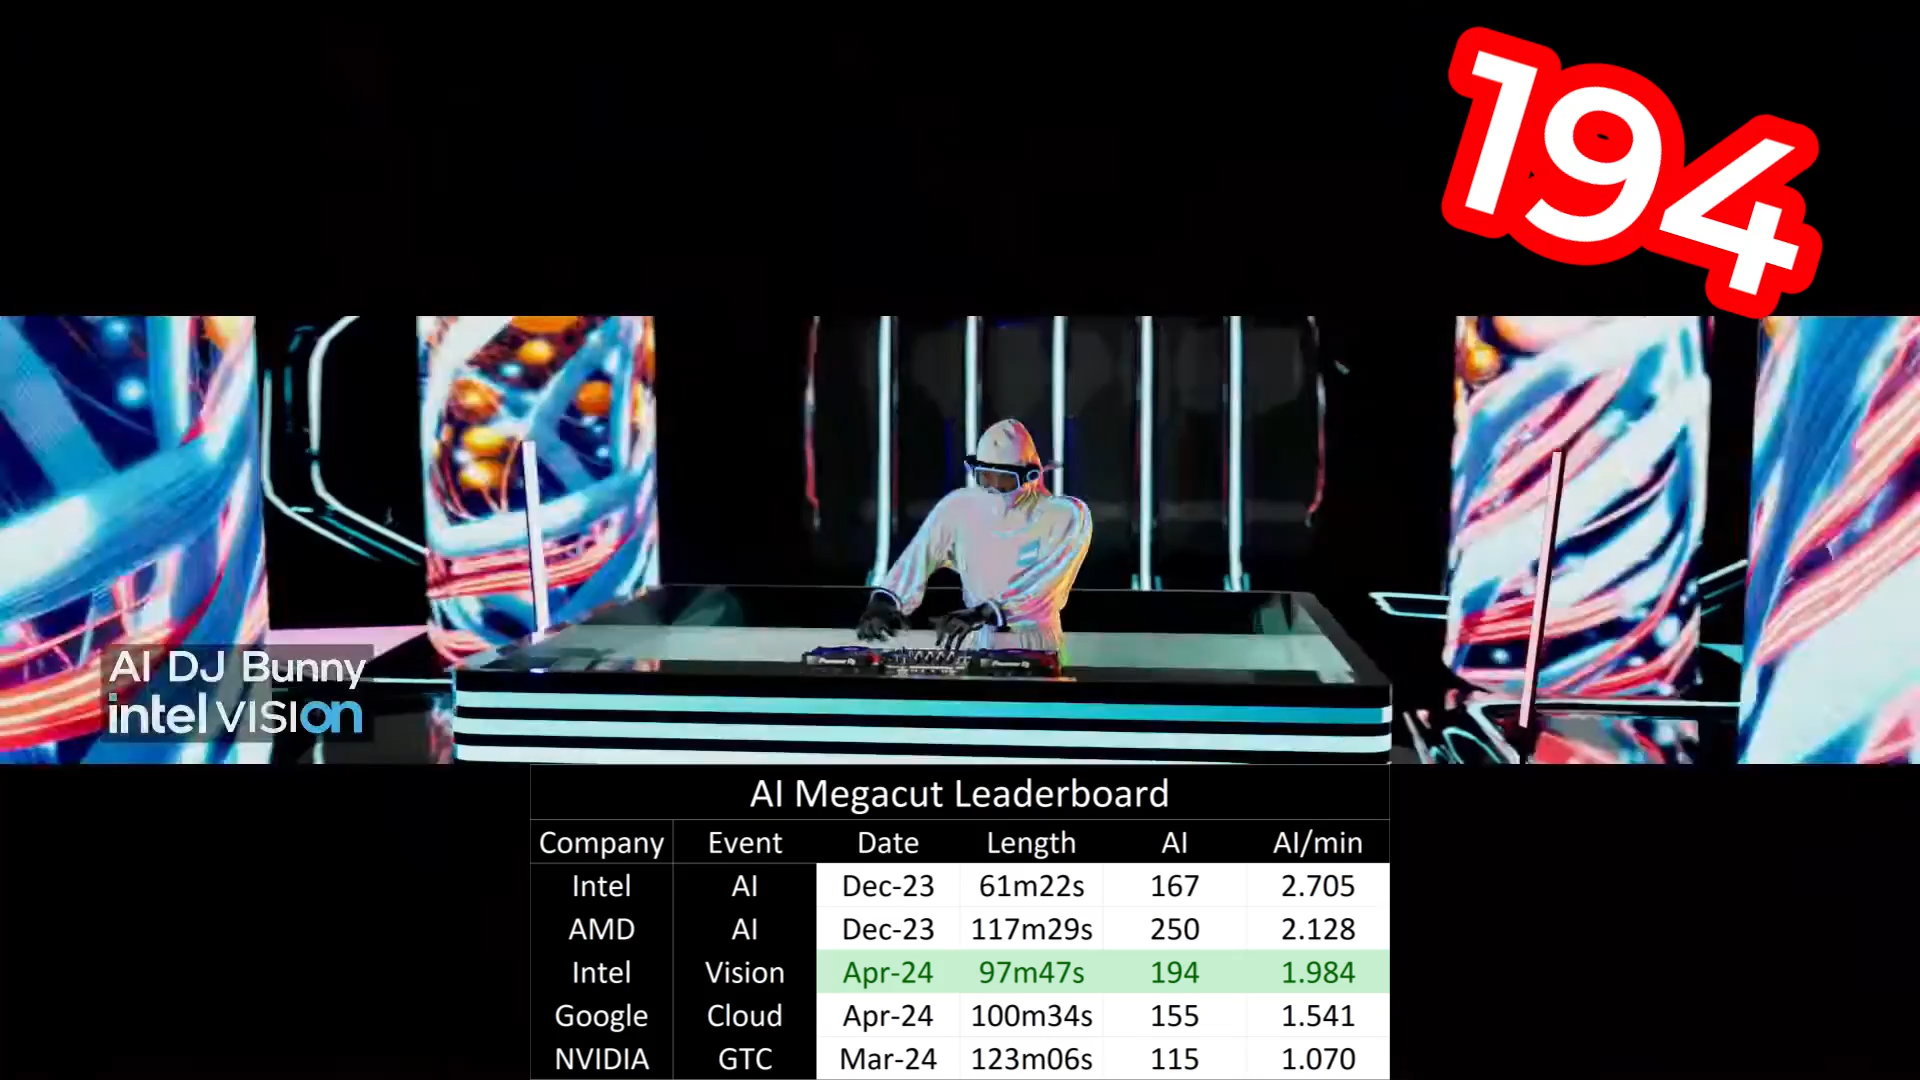 194
AI DJ Bunny
intel VISION
AI Megacut Leaderboard
Company Event Date Length AI AI/min
Intel AI Dec-23 61m22s 167 2.705
AMD AI Dec-23 117m29s 250 2.128
Intel Vision Apr-24 97m47s 194 1.984
Google Cloud Apr-24 100m34s 155 1.541
NVIDIA GTC Mar-24 123m06s 115 1.070